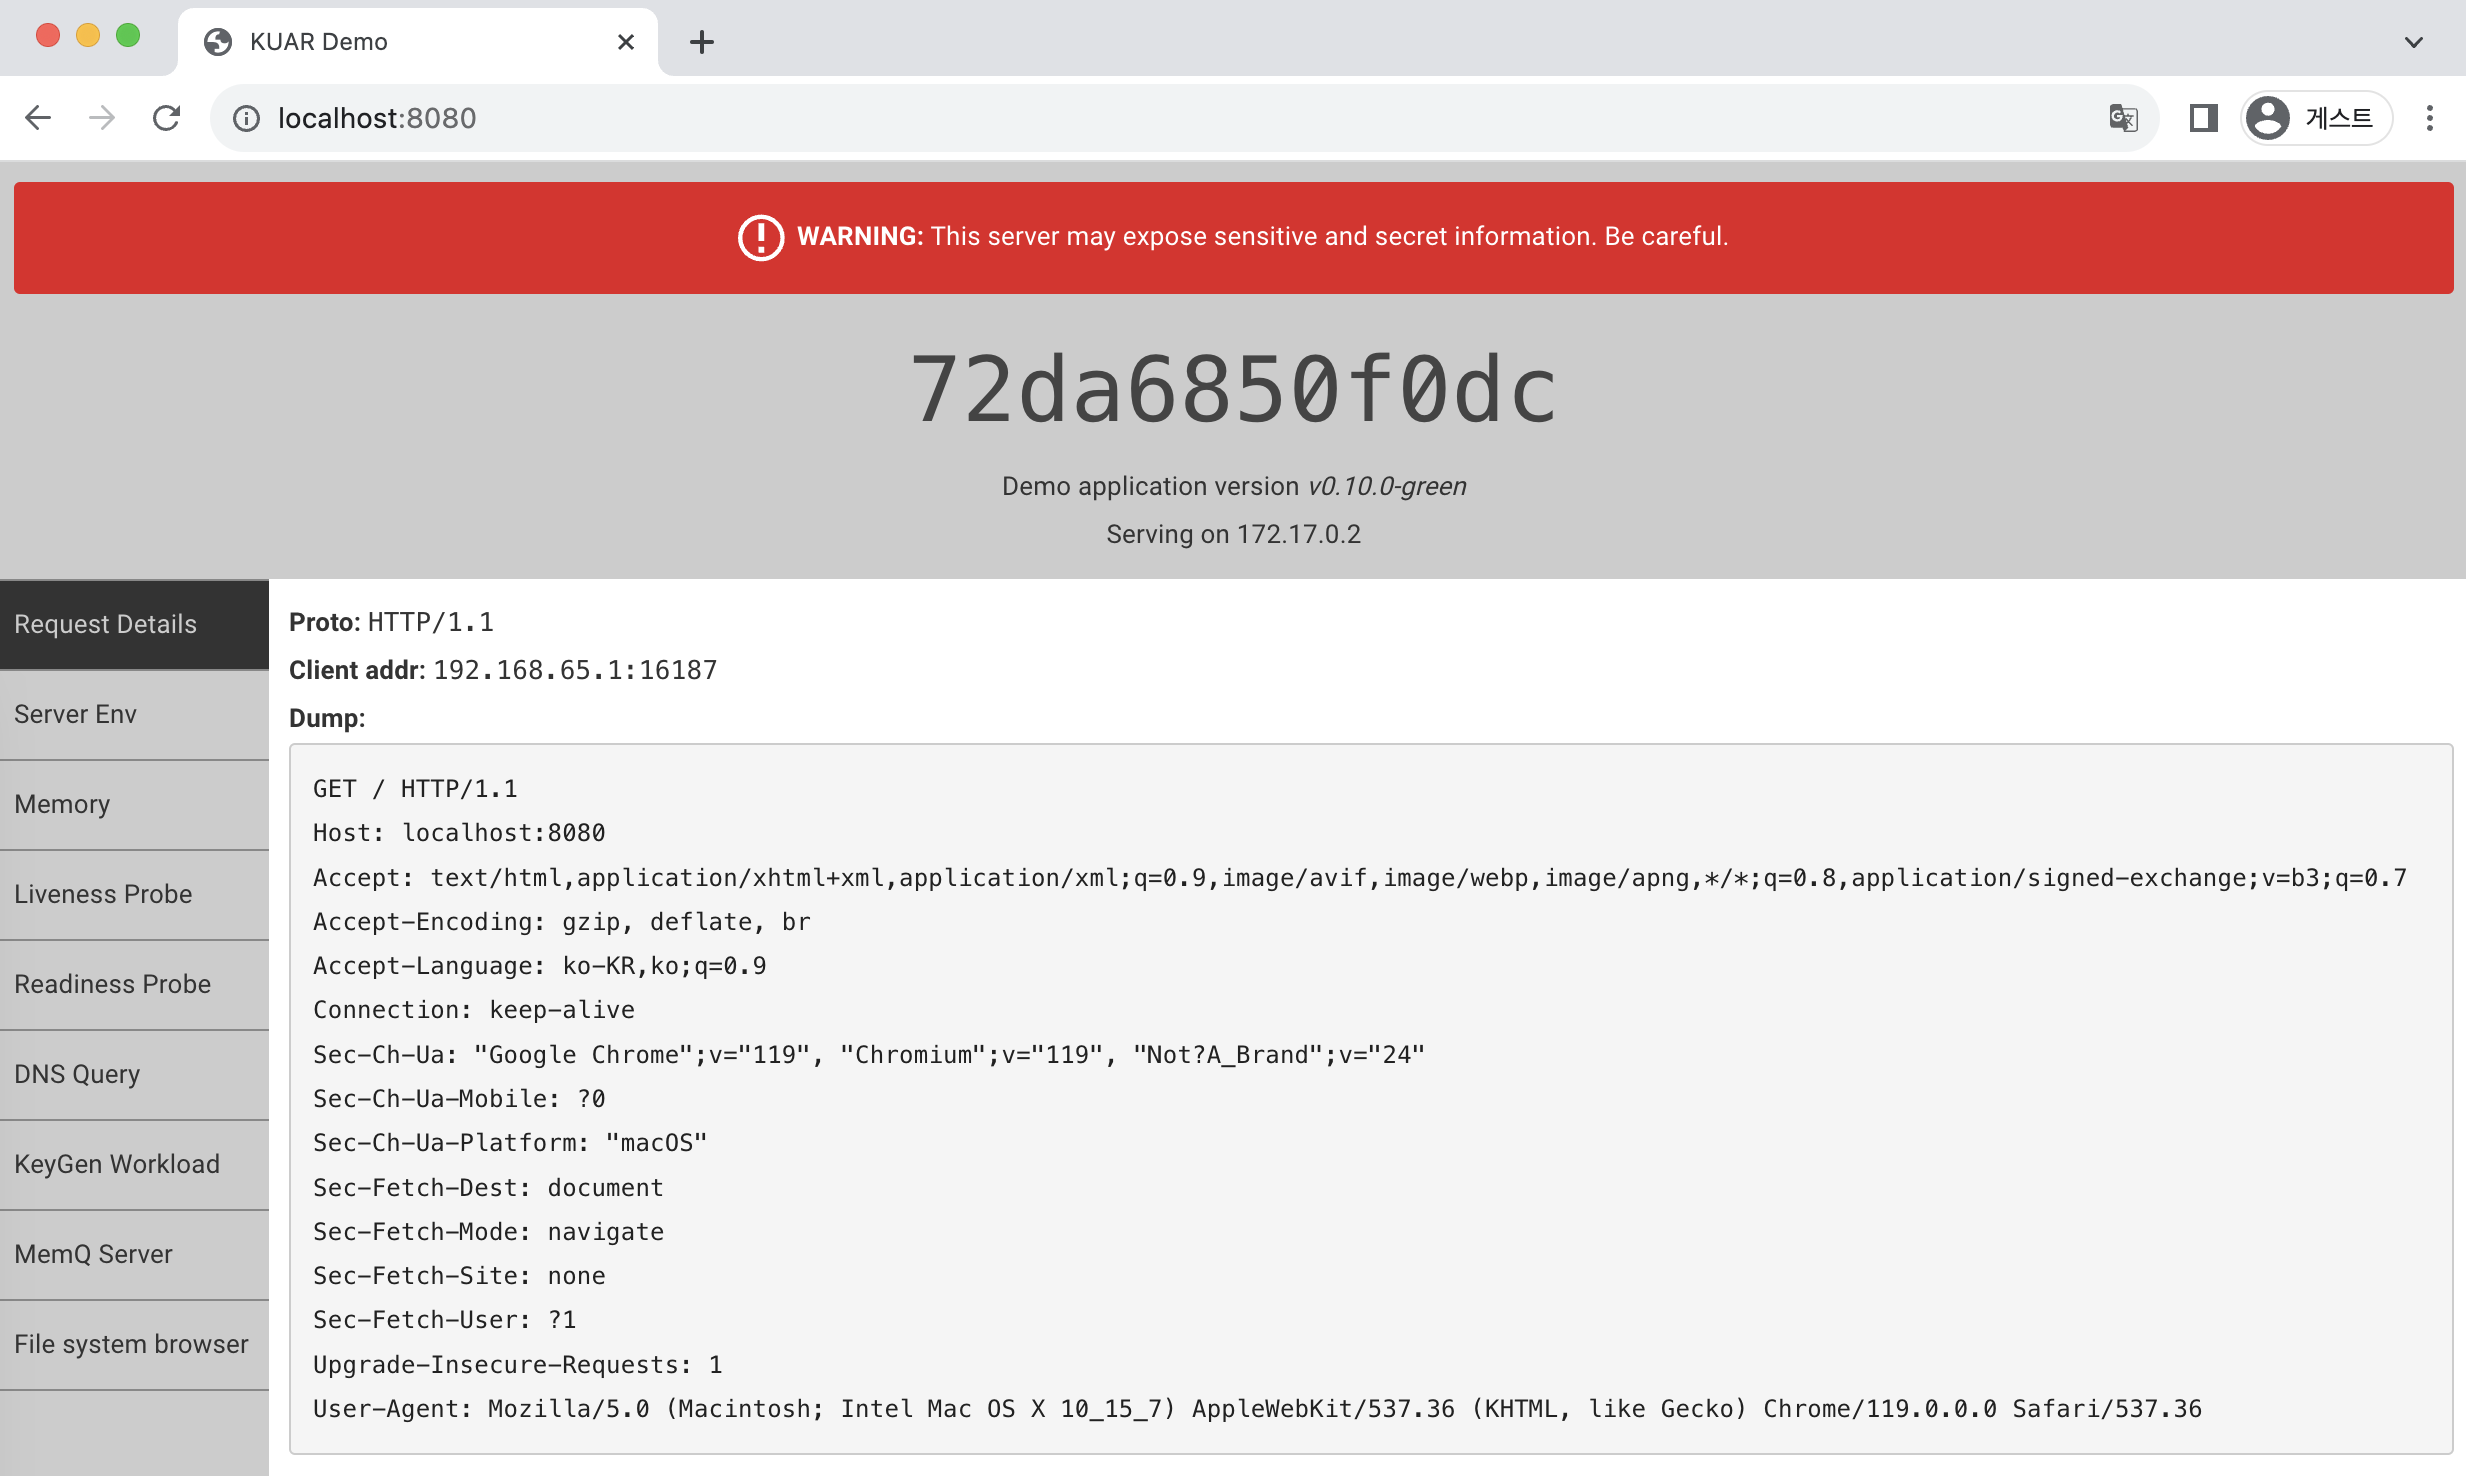 KUAR Demo
localhost:8080
게스트
WARNING: This server may expose sensitive and secret information. Be careful.
72da6850f0dc
Demo application version v0.10.0-green
Serving on 172.17.0.2
Request Details
Server Env
Memory
Liveness Probe
Readiness Probe
DNS Query
KeyGen Workload
MemQ Server
File system browser
Proto: HTTP/1.1
Client addr: 192.168.65.1:16187
Dump:
GET / HTTP/1.1
Host: localhost:8080
Accept: text/html,application/xhtml+xml,application/xml;q=0.9,image/avif,image/webp,image/apng,*/*;q=0.8,application/signed-exchange;v=b3;q=0.7
Accept-Encoding: gzip, deflate, br
Accept-Language: ko-KR,ko;q=0.9
Connection: keep-alive
Sec-Ch-Ua: "Google Chrome";v="119", "Chromium";v="119", "Not?A_Brand";v="24"
Sec-Ch-Ua-Mobile: ?0
Sec-Ch-Ua-Platform: "macOS"
Sec-Fetch-Dest: document
Sec-Fetch-Mode: navigate
Sec-Fetch-Site: none
Sec-Fetch-User: ?1
Upgrade-Insecure-Requests: 1
User-Agent: Mozilla/5.0 (Macintosh; Intel Mac OS X 10_15_7) AppleWebKit/537.36 (KHTML, like Gecko) Chrome/119.0.0.0 Safari/537.36